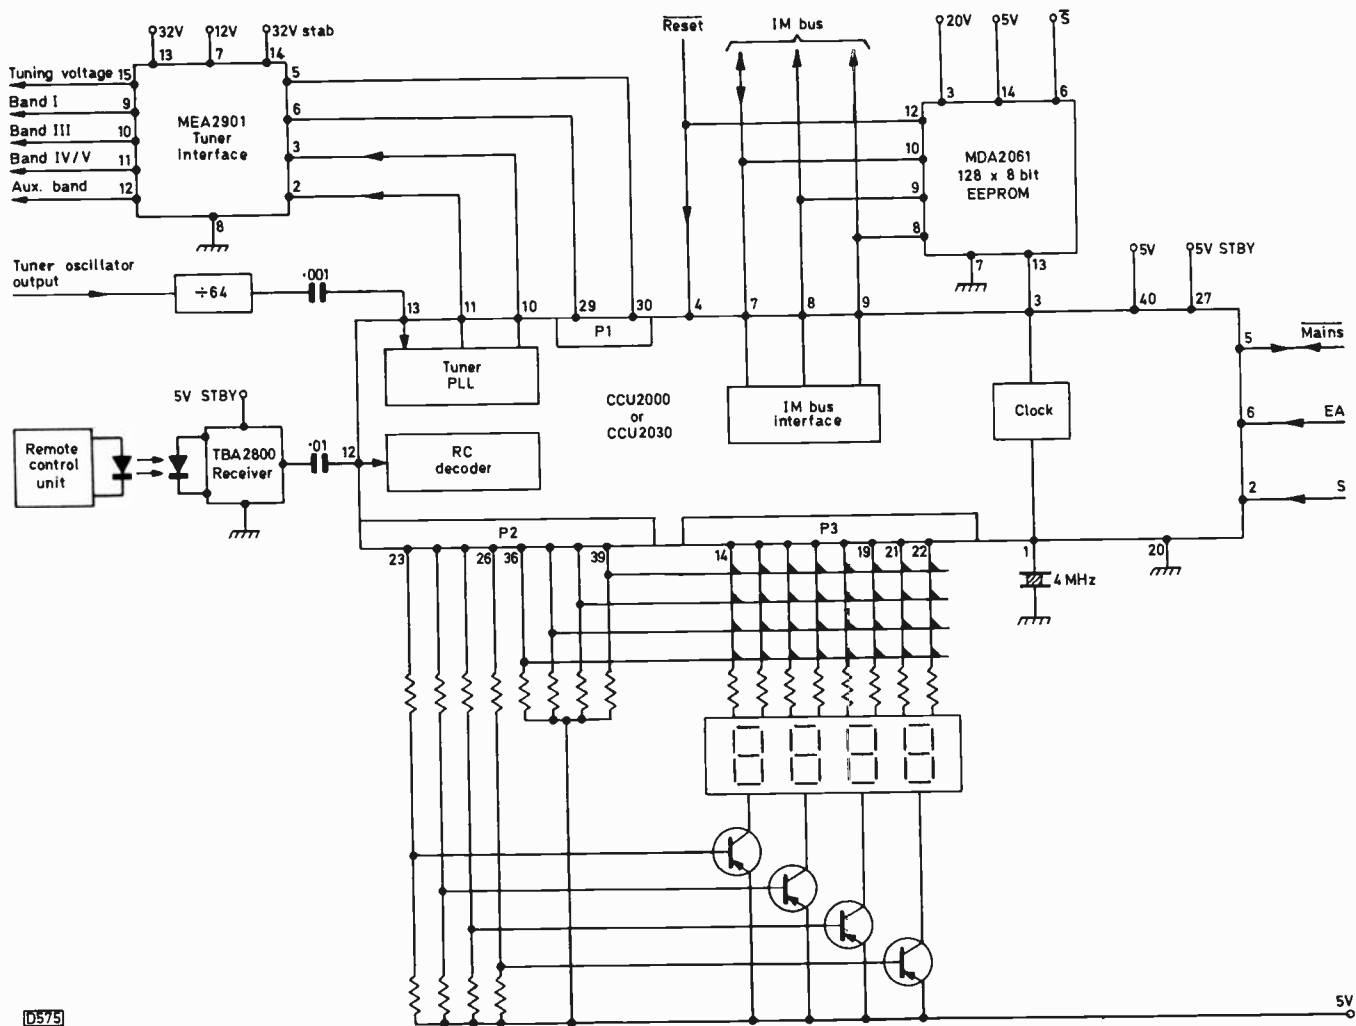 32V 12V 32V stab
13 7 14
Tuning voltage 15
Band I 9
Band III 10
Band IV/V 11
Aux. band 12
MEA2901
Tuner
Interface
5
6
3
2
8
Reset
IM bus
20V 5V S
3 14 6
12
10
9
8
MDA2061
128 x 8 bit
EEPROM
7 13
Tuner oscillator
output
÷64
·001
13 11 10 29 30 4 7 8 9 3 40 27
5V 5V STBY
P1
Tuner
PLL
CCU2000
or
CCU2030
IM bus
interface
Clock
5 Mains
6 EA
2 S
5V STBY
Remote
control
unit
TBA2800
Receiver
·01
12
RC
decoder
P2
P3
23 26 36 39 14 19 21 22 1 20
4 MHz
5V
D575